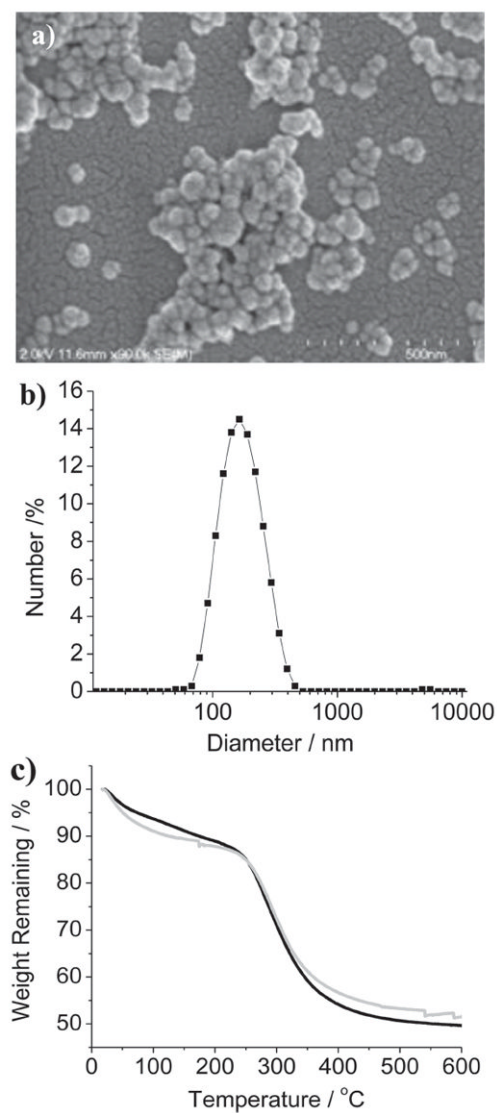 a)
2.0kV 11.6mm x90.0k SE(M)
500nm
b)
16
14
12
10
8
6
4
2
0
Number /%
100
1000
10000
Diameter / nm
c)
100
90
80
70
60
50
Weight Remaining / %
0
100
200
300
400
500
600
Temperature / °C